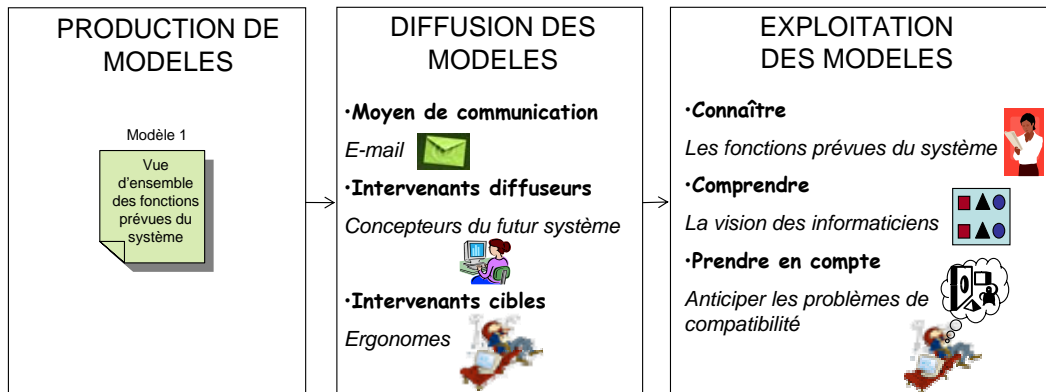 PRODUCTION DE
MODELES
Modèle 1
Vue
d'ensemble
des fonctions
prévues du
système
DIFFUSION DES
MODELES
•Moyen de communication
E-mail
•Intervenants diffuseurs
Concepteurs du futur système
•Intervenants cibles
Ergonomes
EXPLOITATION
DES MODELES
•Connaître
Les fonctions prévues du système
•Comprendre
La vision des informaticiens
•Prendre en compte
Anticiper les problèmes de
compatibilité